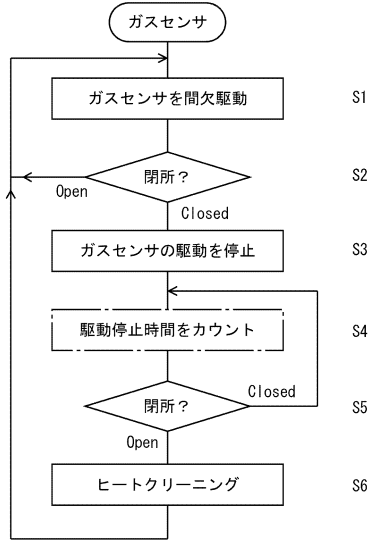 ガスセンサ
ガスセンサを間欠駆動
S1
閉所？
S2
Open
Closed
ガスセンサの駆動を停止
S3
駆動停止時間をカウント
S4
Closed
閉所？
S5
Open
ヒートクリーニング
S6